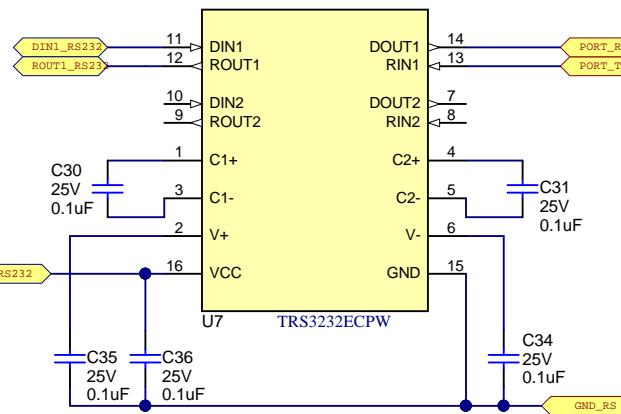 DIN1_RS232 11 DIN1 DOUT1 14 PORT_R
ROUT1_RS232 12 ROUT1 RIN1 13 PORT_T
10 DIN2 DOUT2 7
9 ROUT2 RIN2 8
1 C1+ C2+ 4
C30
25V
0.1uF
3 C1- C2- 5
C31
25V
0.1uF
2 V+ V- 6
RS232 16 VCC GND 15
U7 TRS3232ECPW
C35
25V
0.1uF
C36
25V
0.1uF
C34
25V
0.1uF
GND_RS